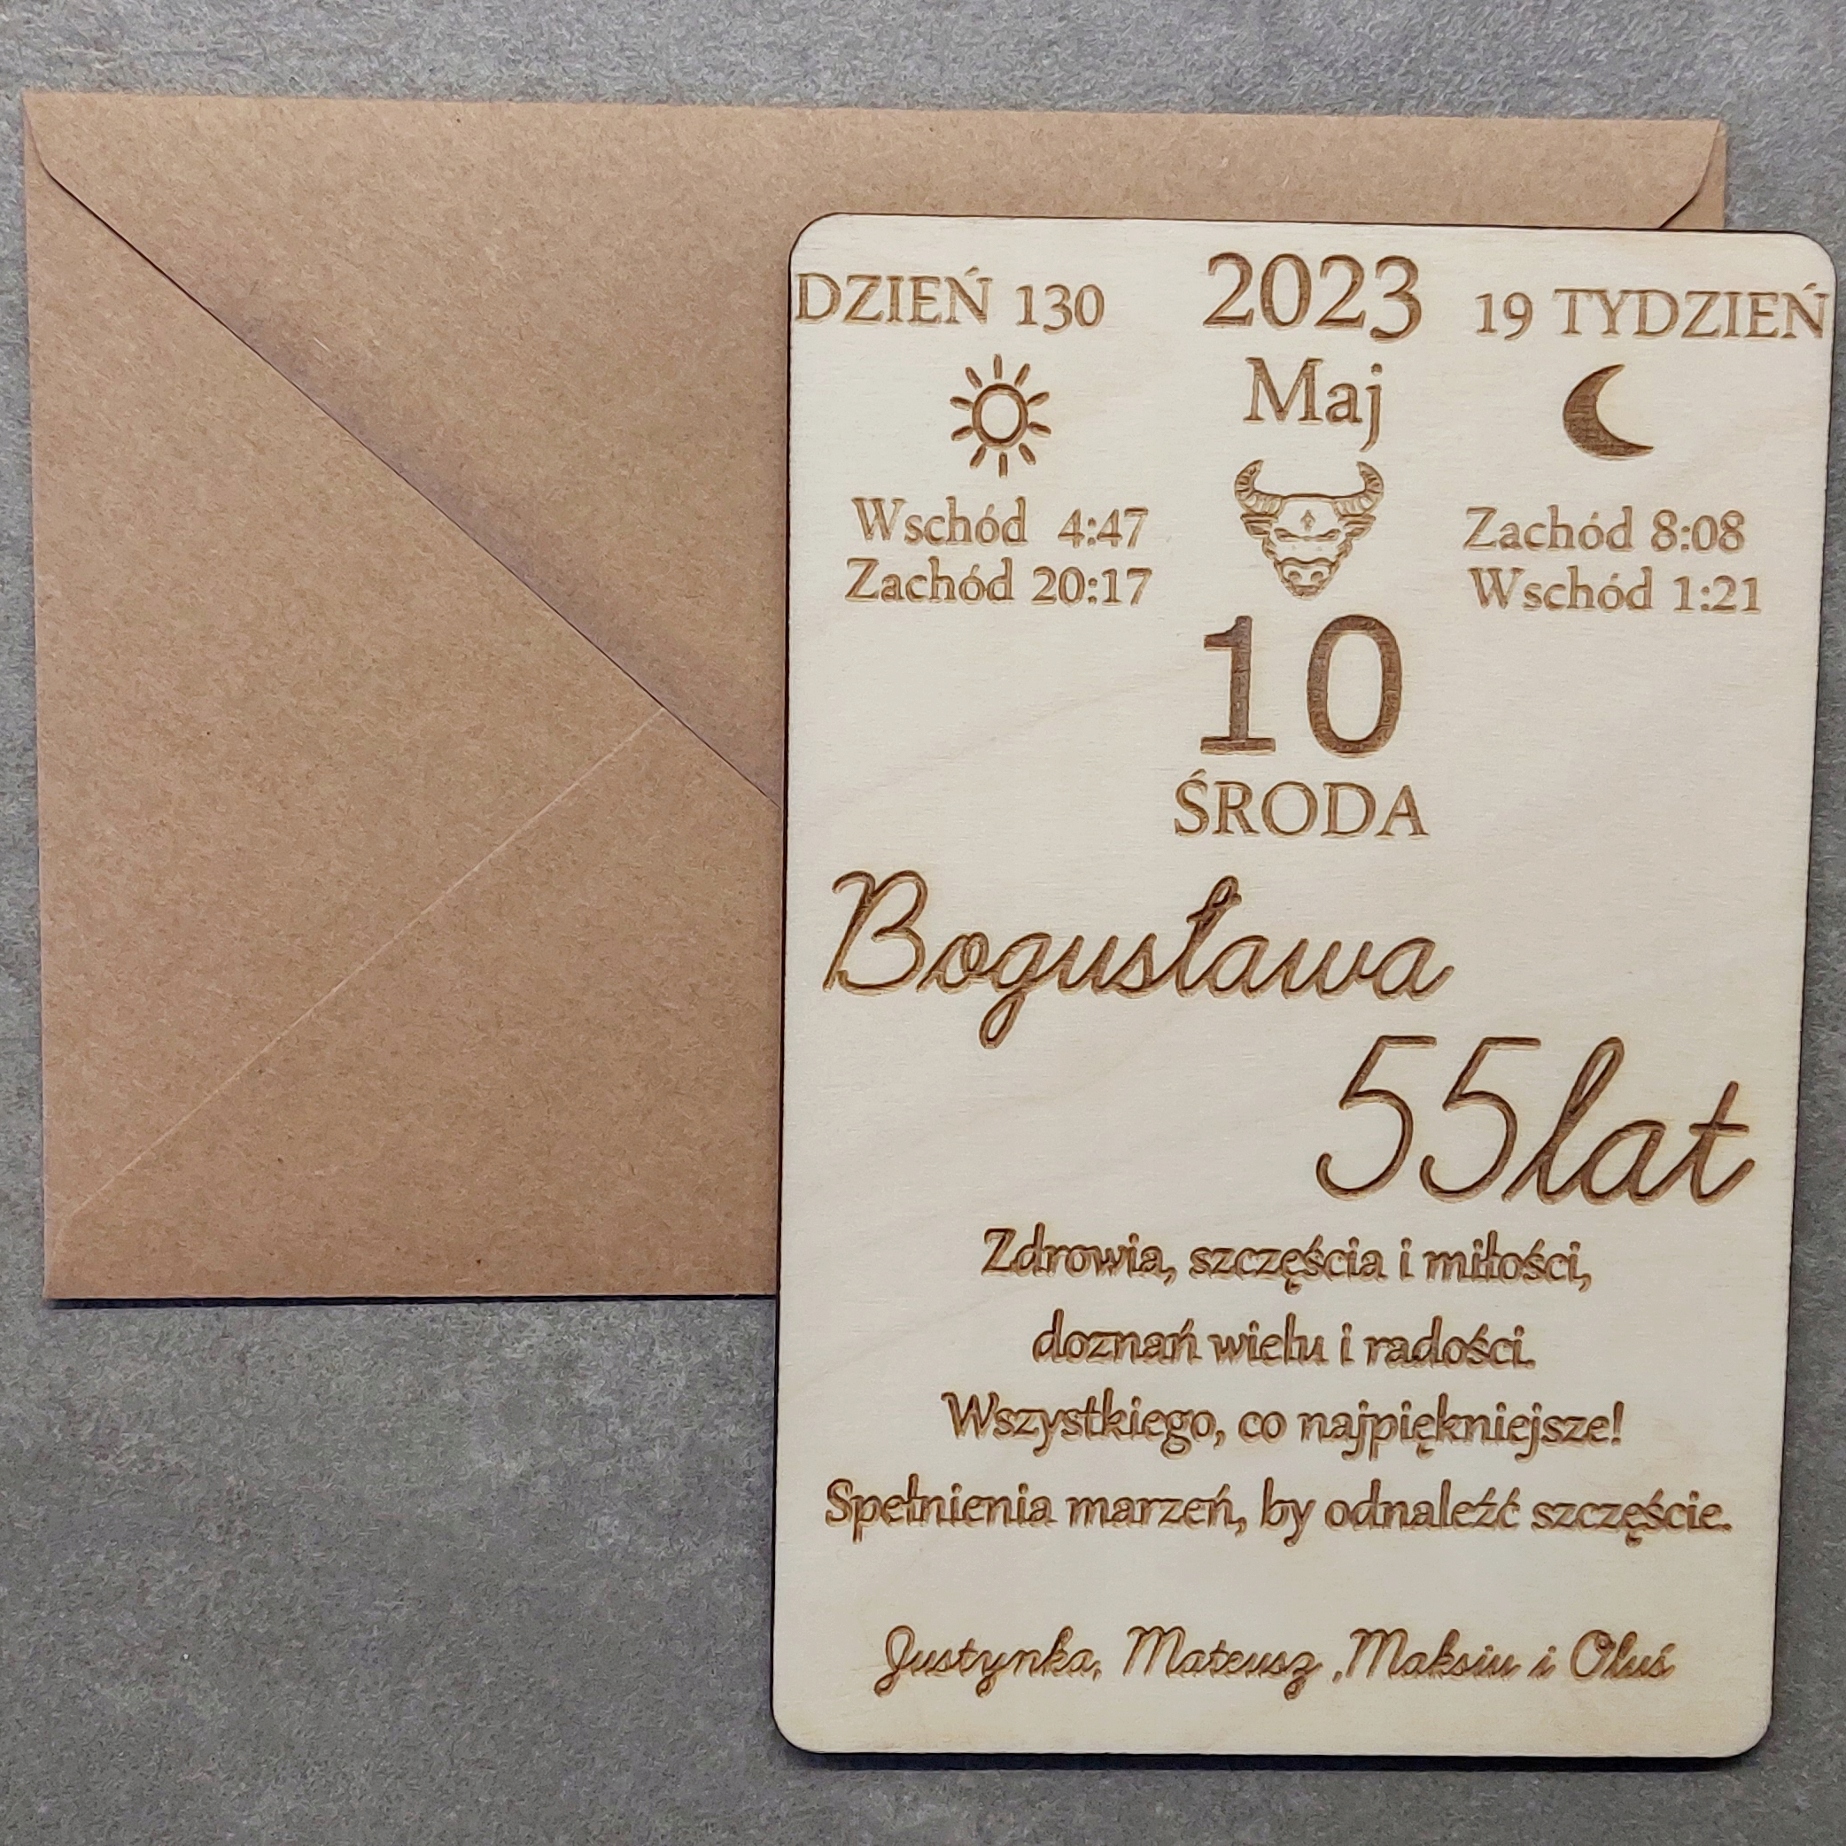 DZIEŃ 130 2023 19 TYDZIEŃ
Maj
Wschód 4:47 Zachód 8:08
Zachód 20:17 Wschód 1:21
10
ŚRODA
Bogusława
55lat
Zdrowia, szczęścia i miłości,
doznań wielu i radości.
Wszystkiego, co najpiękniejsze!
Spełnienia marzeń, by odnaleźć szczęście.
Justynka, Mateusz ,Maksiu i Oluś